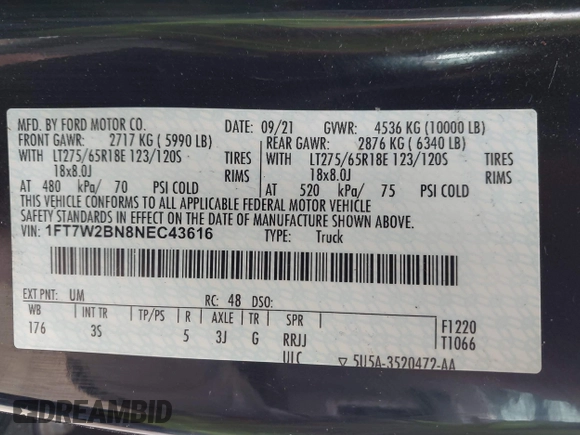 MFD. BY FORD MOTOR CO. DATE: 09/21 GVWR: 4536 KG (10000 LB)
FRONT GAWR: 2717 KG (5990 LB) REAR GAWR: 2876 KG (6340 LB)
WITH LT275/65R18E 123/120S TIRES WITH LT275/65R18E 123/120S TIRES
18x8.0J RIMS 18x8.0J RIMS
AT 480 kPa/ 70 PSI COLD AT 520 kPa/ 75 PSI COLD
THIS VEHICLE CONFORMS TO ALL APPLICABLE FEDERAL MOTOR VEHICLE
SAFETY STANDARDS IN EFFECT ON THE DATE OF MANUFACTURE SHOWN ABOVE.
VIN: 1FT7W2BN8NEC43616 TYPE: Truck
EXT PNT: UM RC: 48 DSO:
WB INT TR TP/PS R AXLE TR SPR F1220
176 3S 5 3J G RRJJ T1066
ULC ▽ 5U5A-3520472-AA
DREAMBID